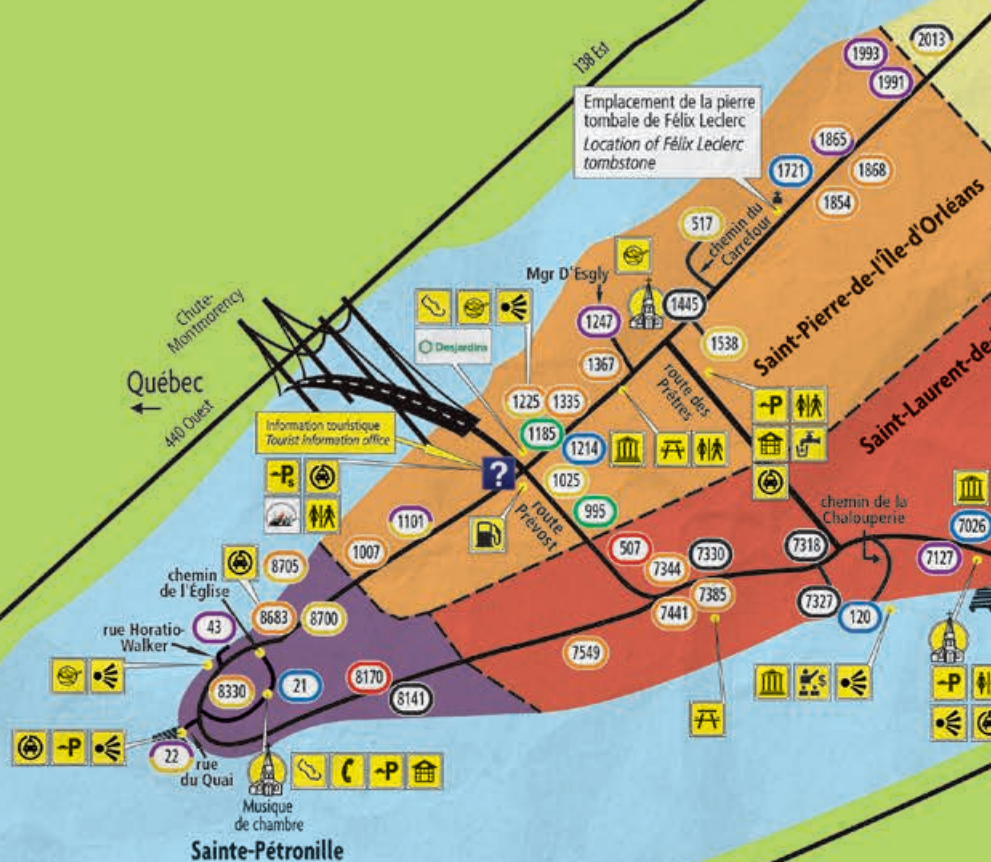 138 Est
1993
2013
1991
Emplacement de la pierre
tombale de Félix Leclerc
Location of Félix Leclerc
tombstone
1865
1721
1868
1854
517
chemin du
Carrefour
Saint-Pierre-de-l'Île-d'Orléans
Mgr D'Esgly
1247
1445
1538
Chute-
Montmorency
Desjardins
1367
route des
Prêtres
P
Saint-Laurent-de-
Québec
440 Ouest
1225
1335
1185
1214
Information touristique
Tourist Information office
?
Ps
1025
995
route
Prévost
1101
1007
507
7344
7330
7318
chemin de la
Chalouperie
7026
7127
7385
7441
7327
120
7549
8705
chemin
de l'Église
8683
8700
43
rue Horatio-
Walker
8330
21
8170
8141
$
P
P
22
rue
du Quai
P
Musique
de chambre
Sainte-Pétronille